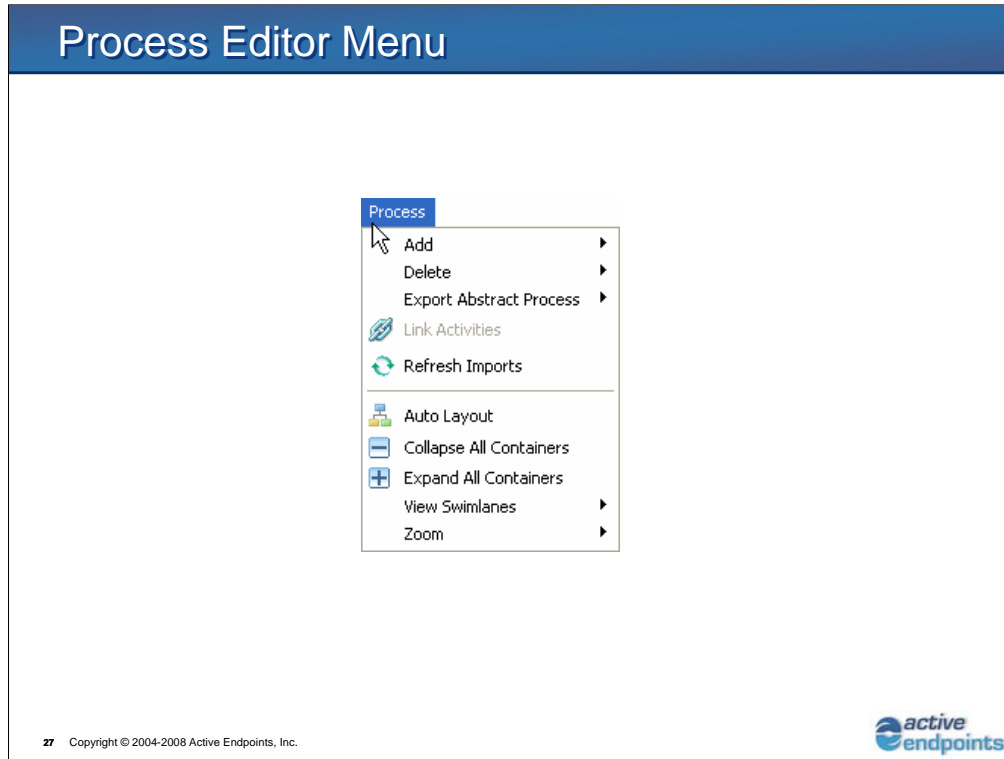 Process Editor Menu
Process
Add
Delete
Export Abstract Process
Link Activities
Refresh Imports
Auto Layout
Collapse All Containers
Expand All Containers
View Swimlanes
Zoom
27 Copyright © 2004-2008 Active Endpoints, Inc.
active
endpoints